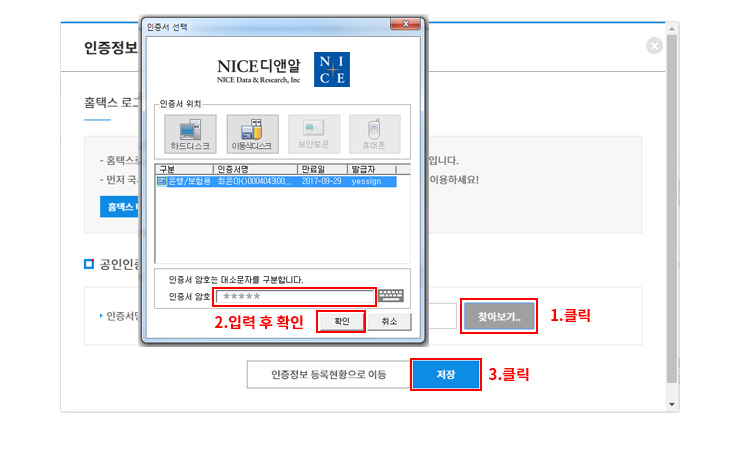 인증서 선택
인증정보
NICE디앤알
NICE Data & Research, Inc
N I
C E
홈택스 로그
인증서 위치
하드디스크
이동식디스크
보안토큰
휴대폰
구분
인증서명
만료일
발급자
은행/보험용
최은아()000404300...
2017-09-29
yessign
- 홈택스로
입니다.
- 먼저 국
이용하세요!
홈택스
공인인증
인증서 암호는 대소문자를 구분합니다.
인증서 암호
*****
2.입력 후 확인
확인
취소
인증서
찾아보기..
1.클릭
인증정보 등록현황으로 이동
저장
3.클릭